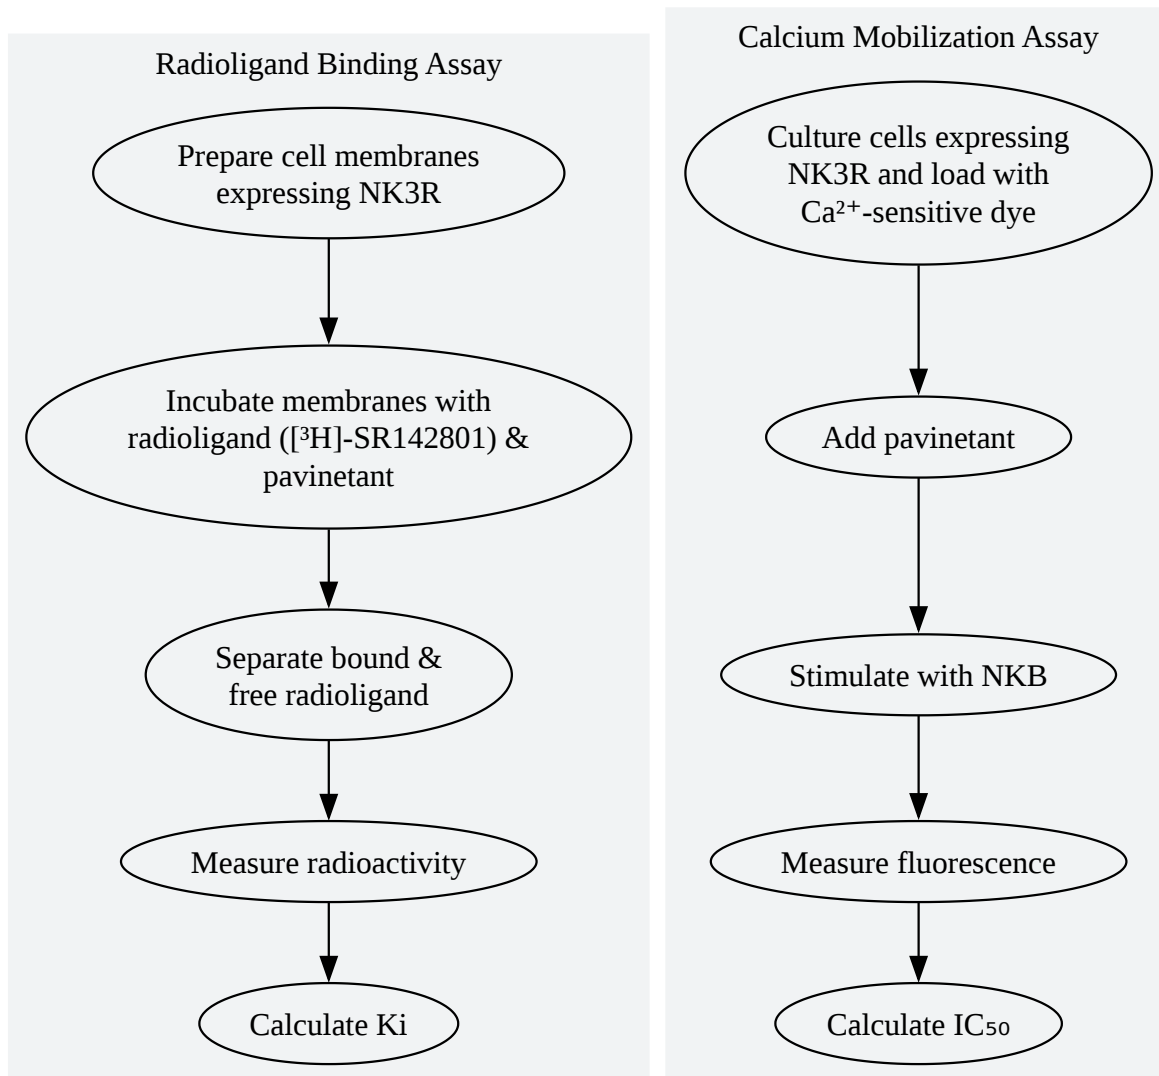 Radioligand Binding Assay
Prepare cell membranes
expressing NK3R
Incubate membranes with
radioligand ([³H]-SR142801) &
pavinetant
Separate bound &
free radioligand
Measure radioactivity
Calculate Ki
Calcium Mobilization Assay
Culture cells expressing
NK3R and load with
Ca²⁺-sensitive dye
Add pavinetant
Stimulate with NKB
Measure fluorescence
Calculate IC₅₀